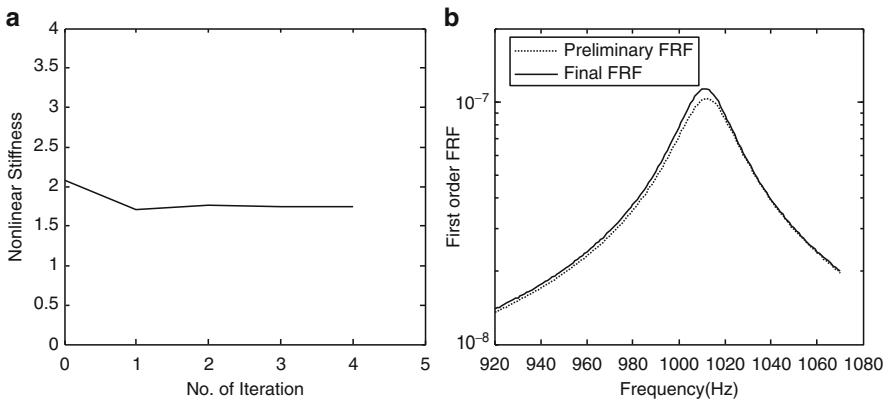 a
4
3.5
3
2.5
2
1.5
1
0.5
0
0 1 2 3 4 5
Nonlinear Stiffness
No. of Iteration
b
Preliminary FRF
Final FRF
10⁻⁷
10⁻⁸
First order FRF
920 940 960 980 1000 1020 1040 1060 1080
Frequency(Hz)